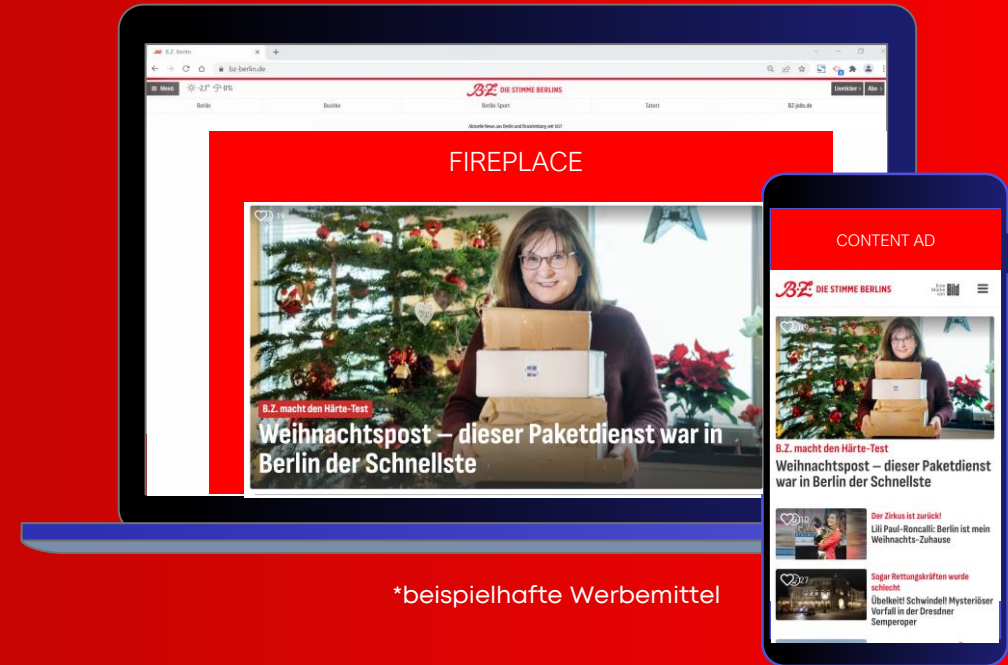 B.Z. Berlin
bz-berlin.de
Menü
-2,1° 0%
BZ DIE STIMME BERLINS
Liveticker
Abo
Berlin
Bezirke
Berlin-Sport
Tatort
BZ-Jobs.de
Aktuelle News aus Berlin und Brandenburg seit 1877
FIREPLACE
B.Z. macht den Härte-Test
Weihnachtspost – dieser Paketdienst war in
Berlin der Schnellste
CONTENT AD
BZ DIE STIMME BERLINS
Eine
Marke
von
Bild
B.Z. macht den Härte-Test
Weihnachtspost – dieser Paketdienst
war in Berlin der Schnellste
Der Zirkus ist zurück!
Lili Paul-Roncalli: Berlin ist mein
Weihnachts-Zuhause
27
Sogar Rettungskräften wurde
schlecht
Übelkeit! Schwindel! Mysteriöser
Vorfall in der Dresdner
Semperoper
*beispielhafte Werbemittel